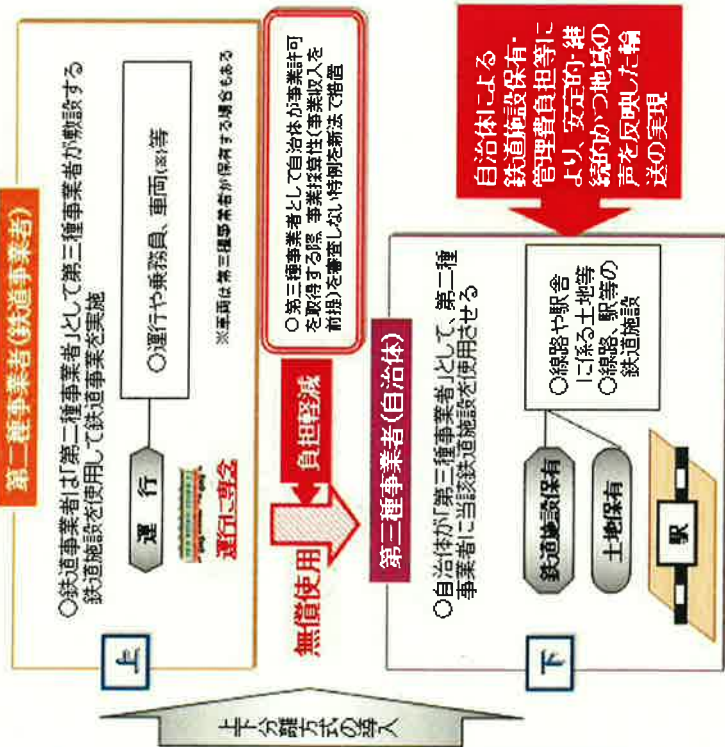 上下分離方式の導入
上
第二種事業者(鉄道事業者)
○鉄道事業者は「第二種事業者」として第三種事業者が敷設する
鉄道施設を使用して鉄道事業を実施
運行
○運行や乗務員、車両(※)等
運行に専念
※車両は第三種事業者が保有する場合もある
無償使用
負担軽減
○第三種事業者として自治体が事業許可
を取得する際、事業採算性(事業収入を
前提)を審査しない特例を新法で措置
下
第三種事業者(自治体)
○自治体が「第三種事業者」として、第二種
事業者に当該鉄道施設を使用させる
鉄道施設保有
土地保有
○線路や駅舎
に係る土地等
○線路、駅等の
鉄道施設
駅
自治体による
鉄道施設保有・
管理費負担等に
より、安定的・継
続的かつ地域の
声を反映した輸
送の実現